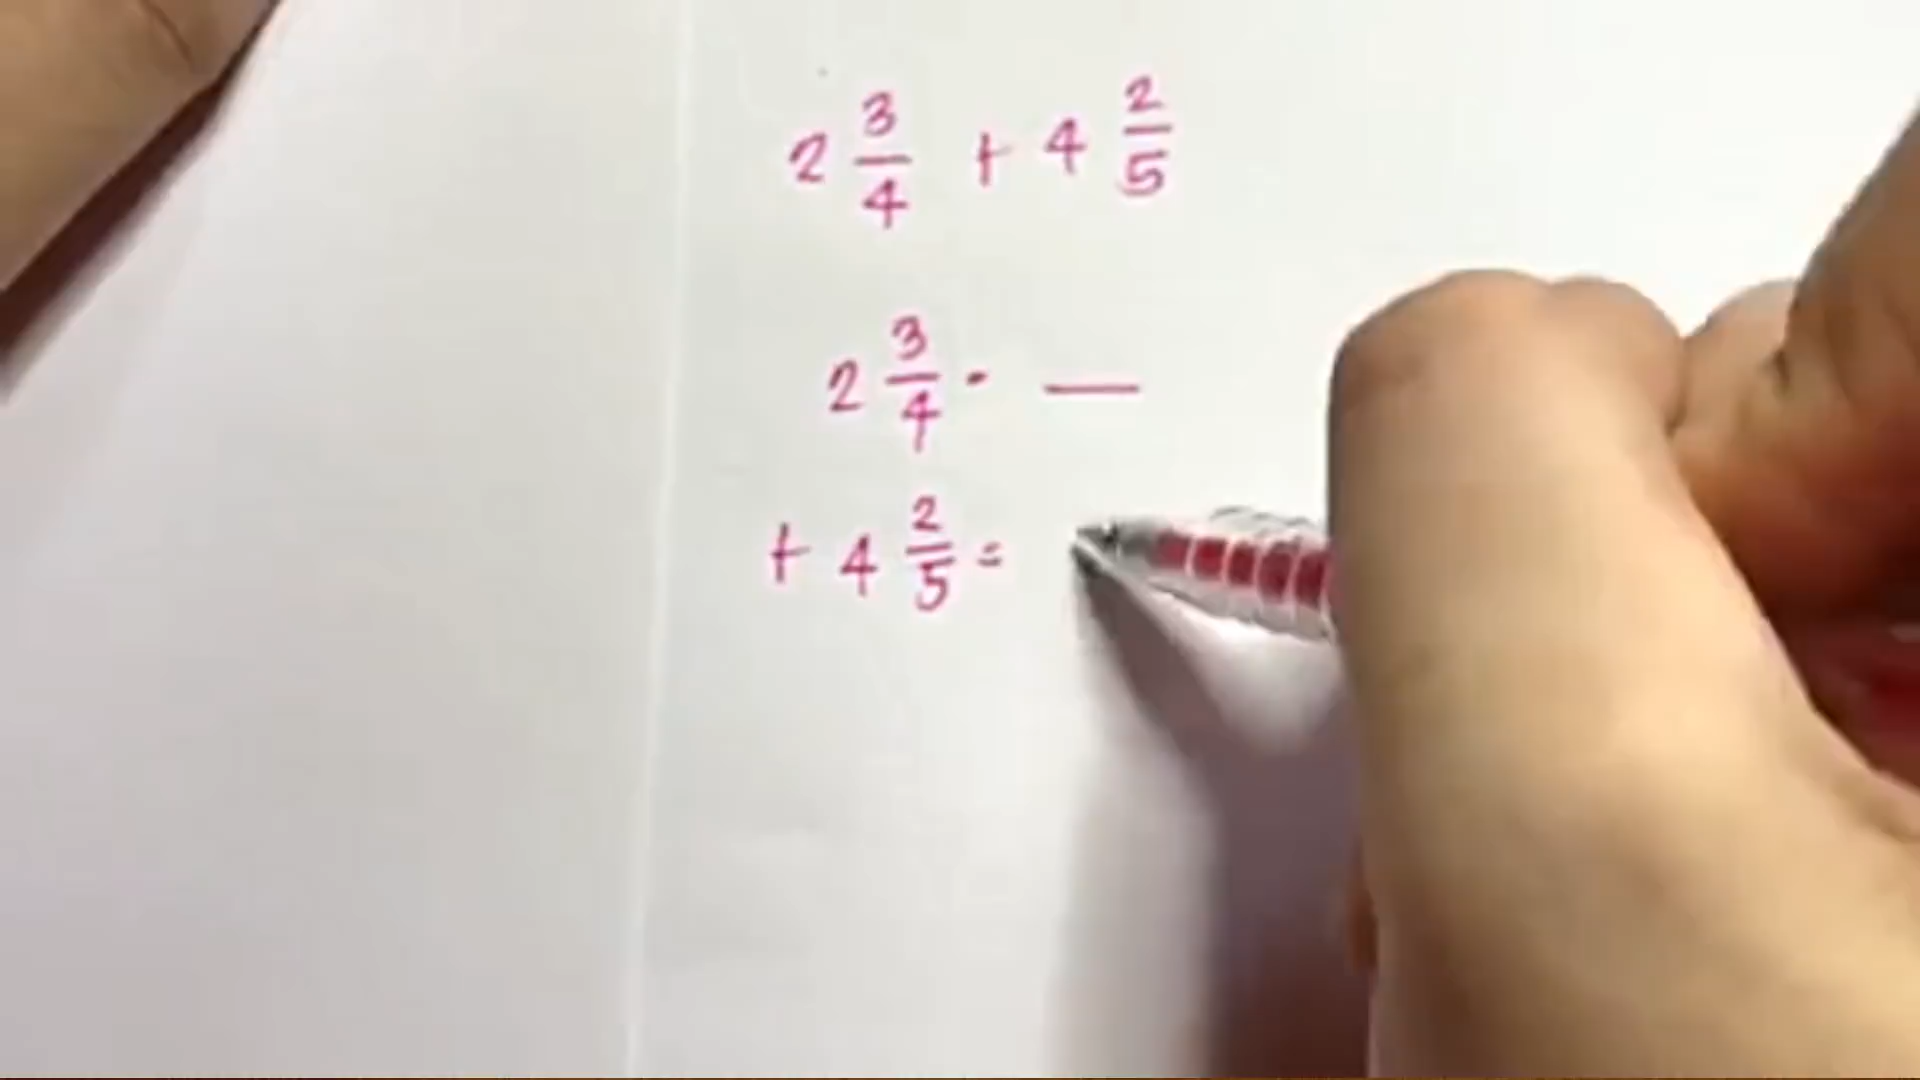 2 3/4 + 4 2/5
2 3/4 - —
+ 4 2/5 =